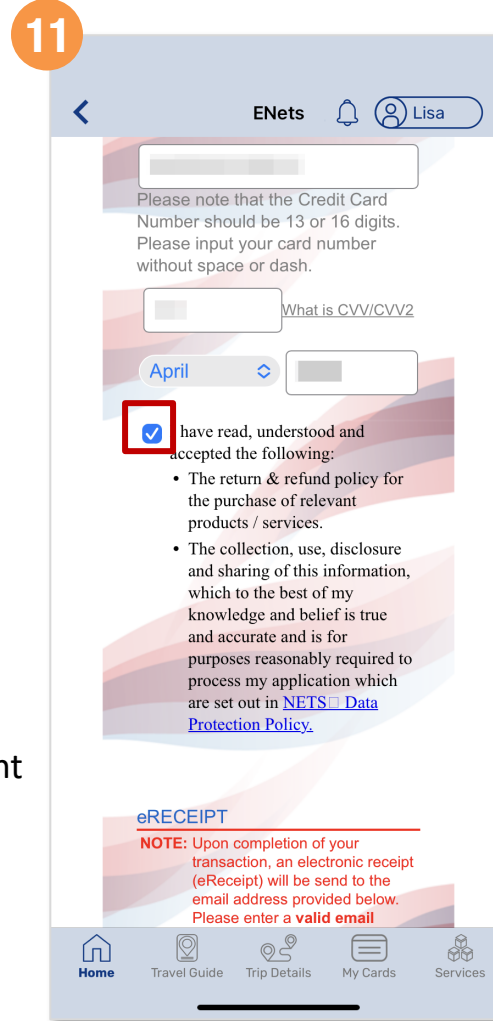 11
ENets
Lisa
Please note that the Credit Card
Number should be 13 or 16 digits.
Please input your card number
without space or dash.
What is CVV/CVV2
April
have read, understood and
accepted the following:
• The return & refund policy for
the purchase of relevant
products / services.
• The collection, use, disclosure
and sharing of this information,
which to the best of my
knowledge and belief is true
and accurate and is for
purposes reasonably required to
process my application which
are set out in NETS□ Data
Protection Policy.
nt
eRECEIPT
NOTE: Upon completion of your
transaction, an electronic receipt
(eReceipt) will be send to the
email address provided below.
Please enter a valid email
Home Travel Guide Trip Details My Cards Services